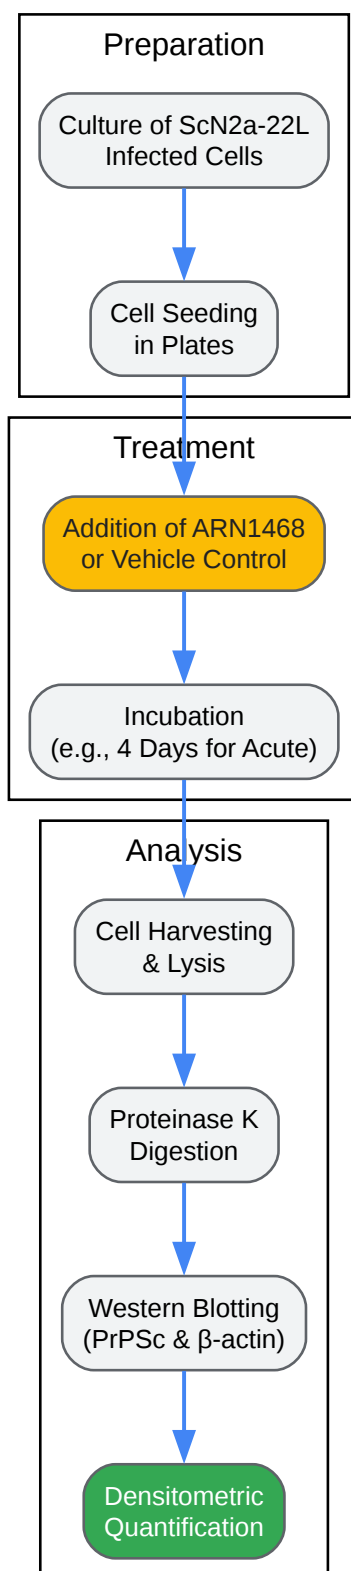 Preparation
Culture of ScN2a-22L
Infected Cells
Cell Seeding
in Plates
Treatment
Addition of ARN1468
or Vehicle Control
Incubation
(e.g., 4 Days for Acute)
Analysis
Cell Harvesting
& Lysis
Proteinase K
Digestion
Western Blotting
(PrPSc & β-actin)
Densitometric
Quantification